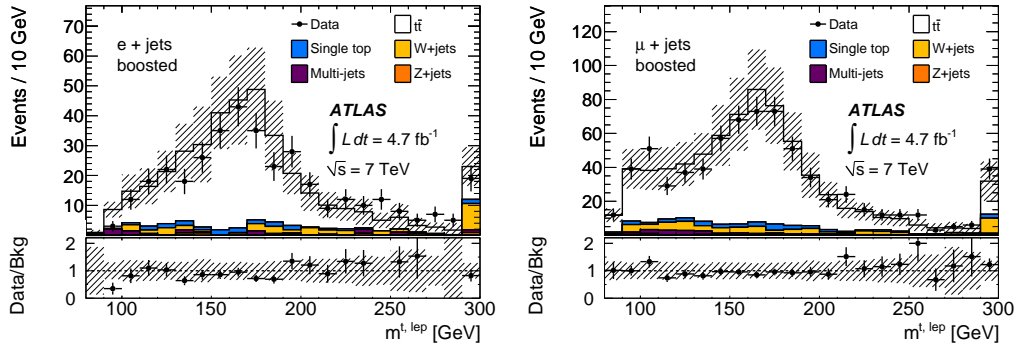 Events / 10 GeV
70
60
50
40
30
20
10
e + jets
boosted
Data
tt̄
Single top
W+jets
Multi-jets
Z+jets
ATLAS
∫ L dt = 4.7 fb⁻¹
√s = 7 TeV
Data/Bkg
2
1
0
100 150 200 250 300
m^{t, lep} [GeV]
Events / 10 GeV
120
100
80
60
40
20
μ + jets
boosted
Data
tt̄
Single top
W+jets
Multi-jets
Z+jets
ATLAS
∫ L dt = 4.7 fb⁻¹
√s = 7 TeV
Data/Bkg
2
1
0
100 150 200 250 300
m^{t, lep} [GeV]